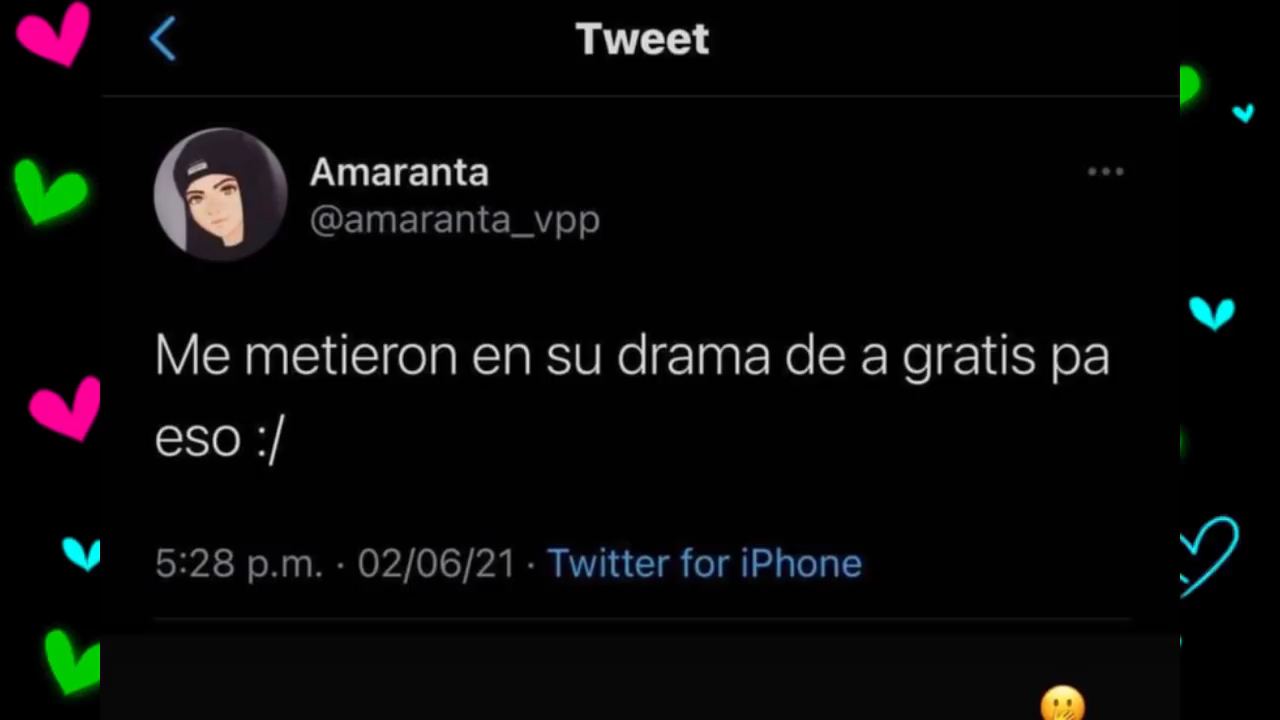 Tweet
Amaranta
@amaranta_vpp
Me metieron en su drama de a gratis pa
eso :/
5:28 p.m. · 02/06/21 · Twitter for iPhone